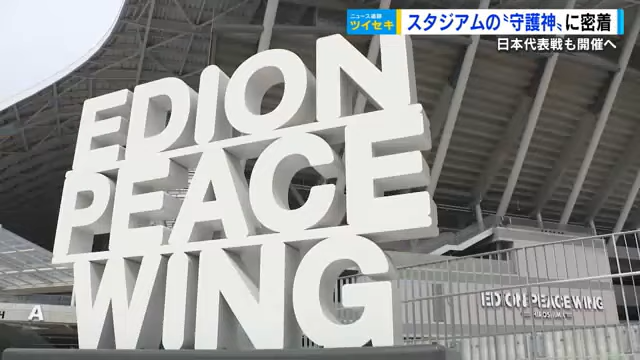 ニュース追跡
ツイセキ
スタジアムの〝守護神〟に密着
日本代表戦も開催へ
EDION
PEACE
WING
A
EDION PEACE WING
HIROSHIMA